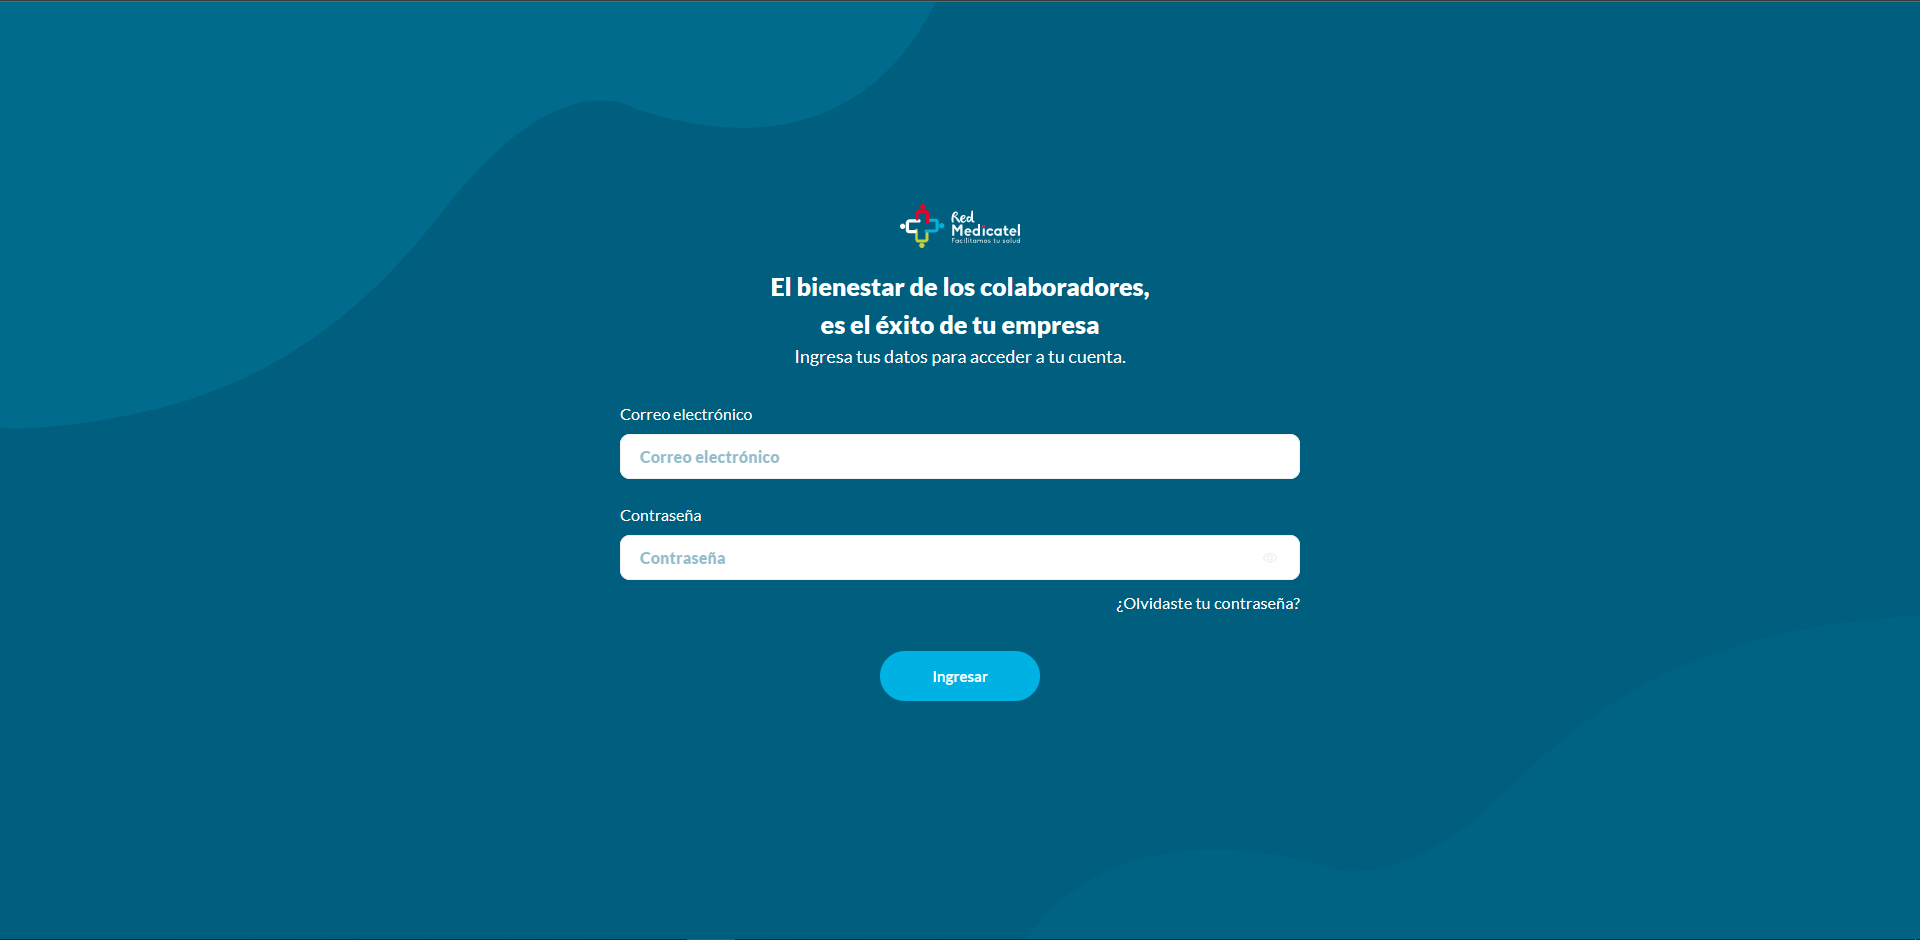 Red
Medicatel
Facilitamos tu salud
El bienestar de los colaboradores,
es el éxito de tu empresa
Ingresa tus datos para acceder a tu cuenta.
Correo electrónico
Correo electrónico
Contraseña
Contraseña
¿Olvidaste tu contraseña?
Ingresar